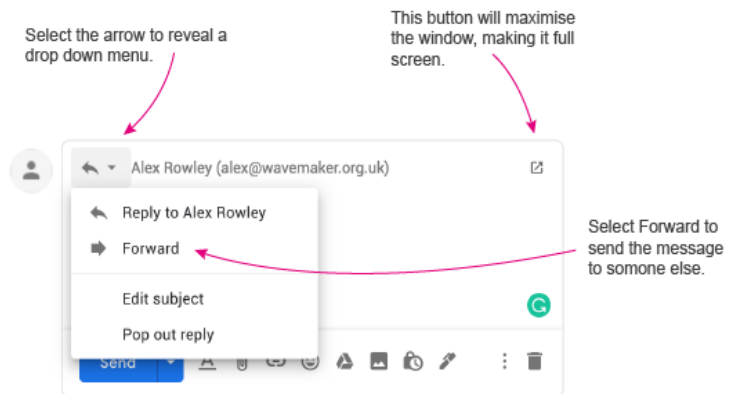 This button will maximise
the window, making it full
screen.
Select the arrow to reveal a
drop down menu.
Alex Rowley (alex@wavemaker.org.uk)
Reply to Alex Rowley
Forward
Edit subject
Pop out reply
Send
Select Forward to
send the message
to somone else.